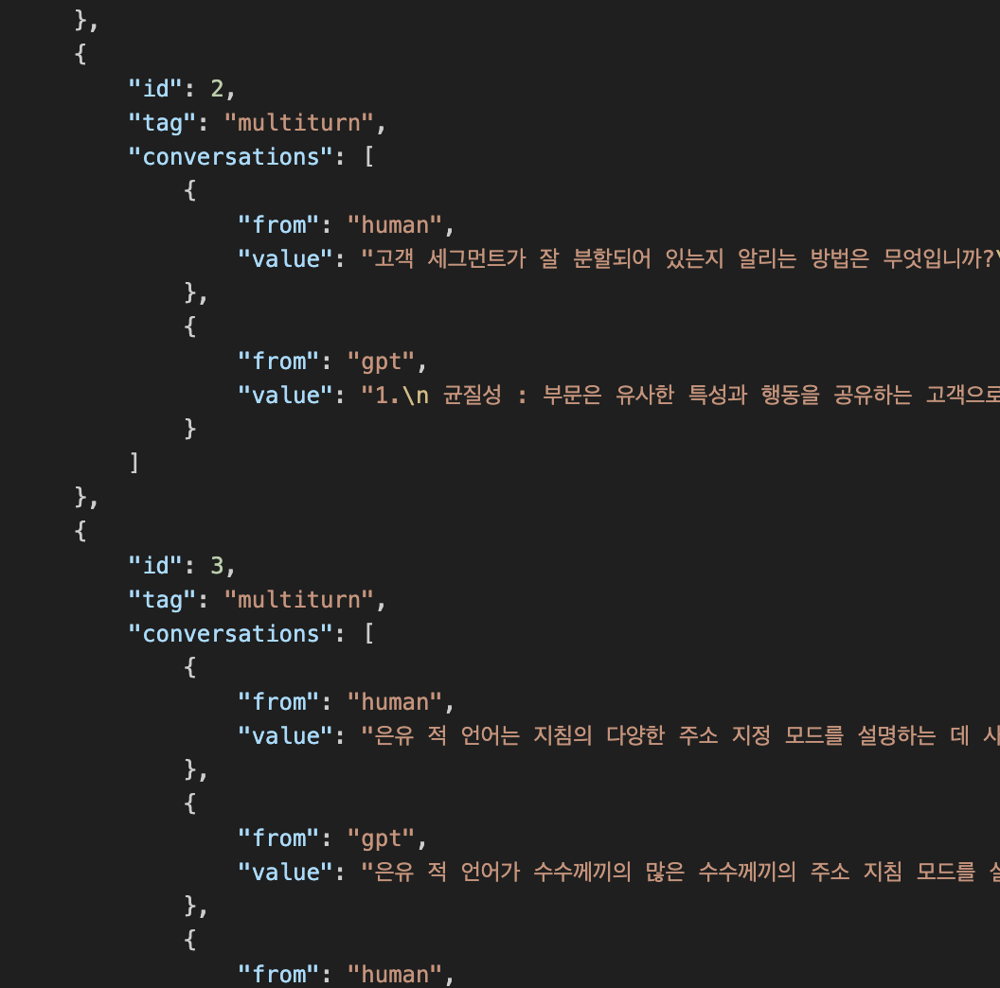 },
{
"id": 2,
"tag": "multiturn",
"conversations": [
{
"from": "human",
"value": "고객 세그먼트가 잘 분할되어 있는지 알리는 방법은 무엇입니까?\
},
{
"from": "gpt",
"value": "1.\n 균질성 : 부문은 유사한 특성과 행동을 공유하는 고객으로
}
]
},
{
"id": 3,
"tag": "multiturn",
"conversations": [
{
"from": "human",
"value": "은유 적 언어는 지침의 다양한 주소 지정 모드를 설명하는 데 사
},
{
"from": "gpt",
"value": "은유 적 언어가 수수께끼의 많은 수수께끼의 주소 지침 모드를
},
{
"from": "human",